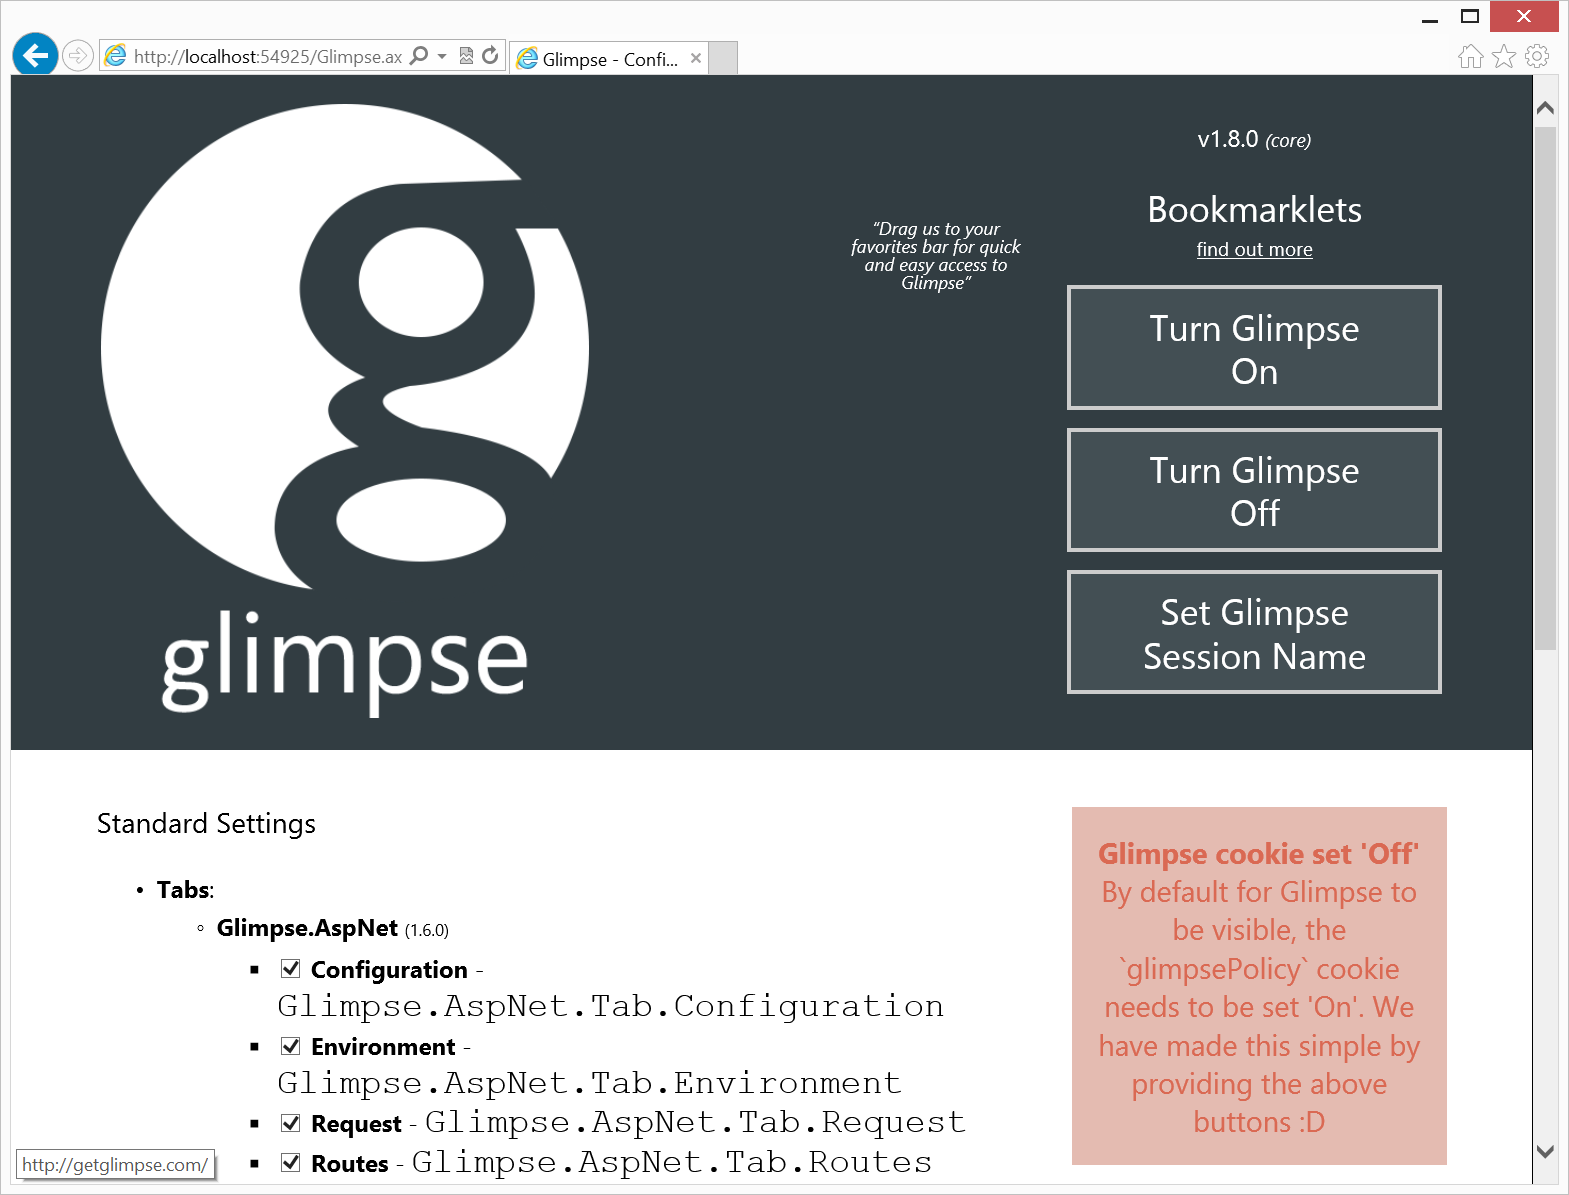 http://localhost:54925/Glimpse.ax
Glimpse - Confi...
v1.8.0 (core)
Bookmarklets
find out more
“Drag us to your
favorites bar for quick
and easy access to
Glimpse”
Turn Glimpse
On
Turn Glimpse
Off
Set Glimpse
Session Name
glimpse
Standard Settings
• Tabs:
◦ Glimpse.AspNet (1.6.0)
▪ Configuration -
Glimpse.AspNet.Tab.Configuration
▪ Environment -
Glimpse.AspNet.Tab.Environment
▪ Request - Glimpse.AspNet.Tab.Request
▪ Routes - Glimpse.AspNet.Tab.Routes
Glimpse cookie set 'Off'
By default for Glimpse to
be visible, the
`glimpsePolicy` cookie
needs to be set 'On'. We
have made this simple by
providing the above
buttons :D
http://getglimpse.com/